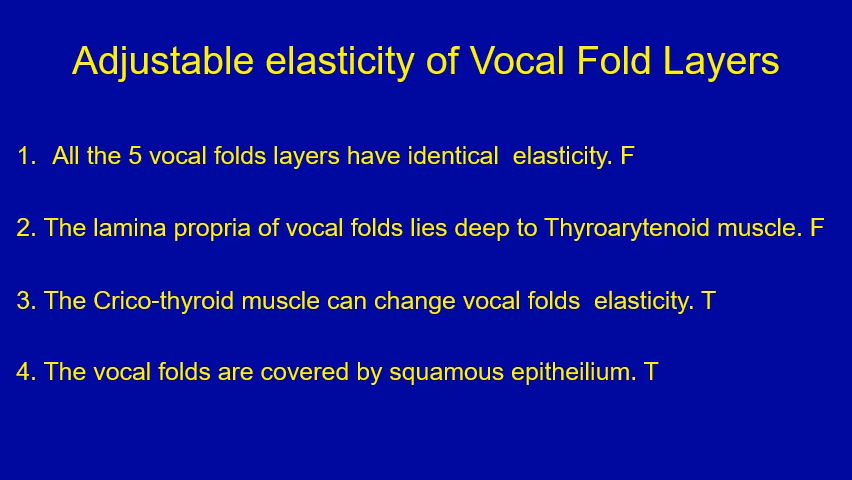 Adjustable elasticity of Vocal Fold Layers
1. All the 5 vocal folds layers have identical  elasticity. F
2. The lamina propria of vocal folds lies deep to Thyroarytenoid muscle. F
3. The Crico-thyroid muscle can change vocal folds  elasticity. T
4. The vocal folds are covered by squamous epitheilium. T